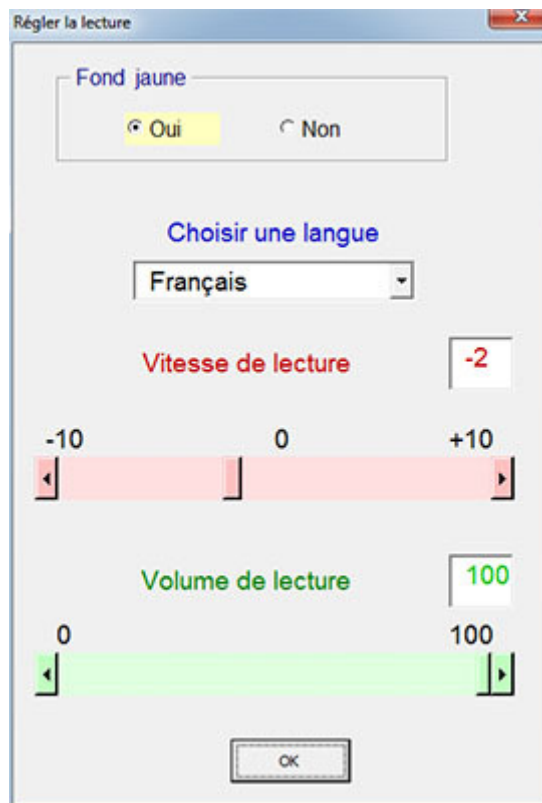 Régler la lecture
Fond jaune
Oui Non
Choisir une langue
Français
Vitesse de lecture -2
-10 0 +10
Volume de lecture 100
0 100
OK